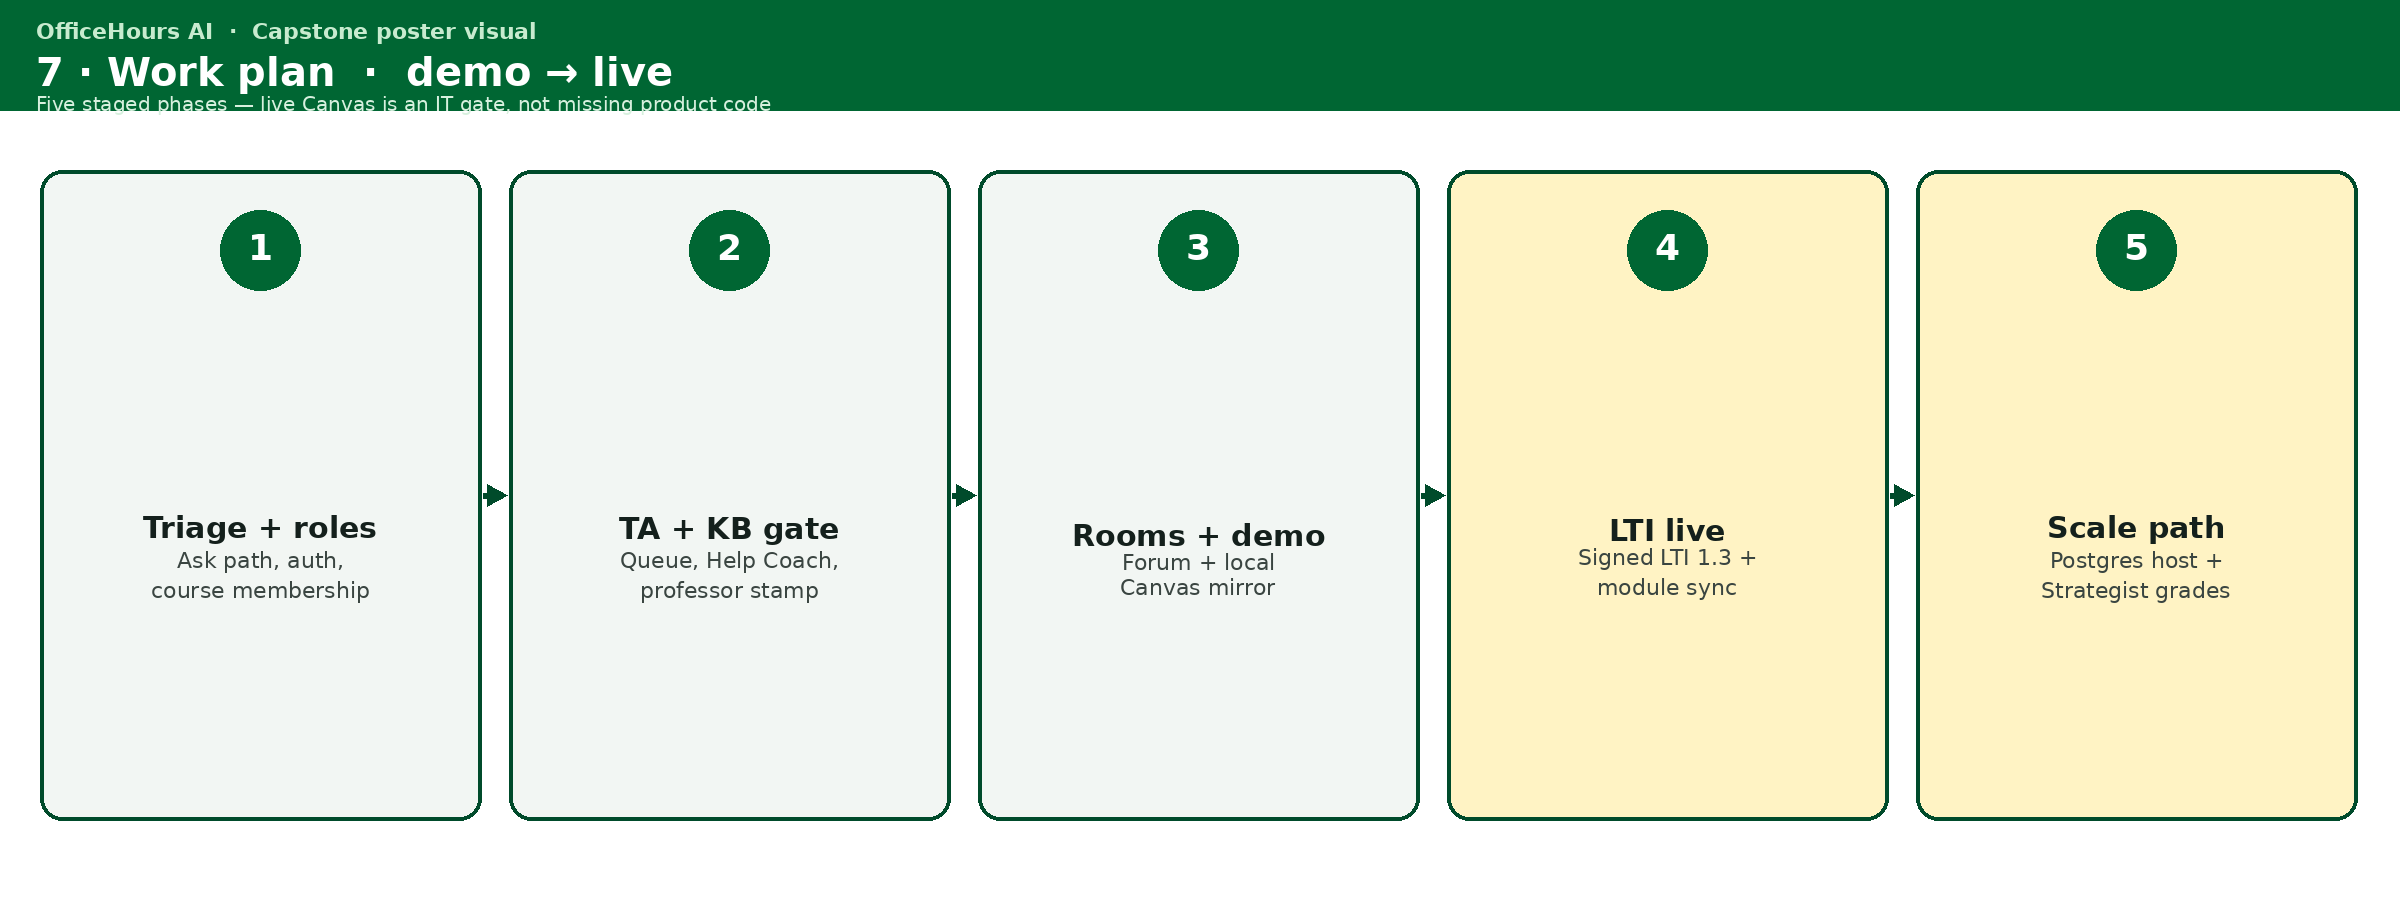 OfficeHours AI · Capstone poster visual
7 · Work plan · demo → live
Five staged phases — live Canvas is an IT gate, not missing product code
1
2
3
4
5
Triage + roles
Ask path, auth,
course membership
TA + KB gate
Queue, Help Coach,
professor stamp
Rooms + demo
Forum + local
Canvas mirror
LTI live
Signed LTI 1.3 +
module sync
Scale path
Postgres host +
Strategist grades